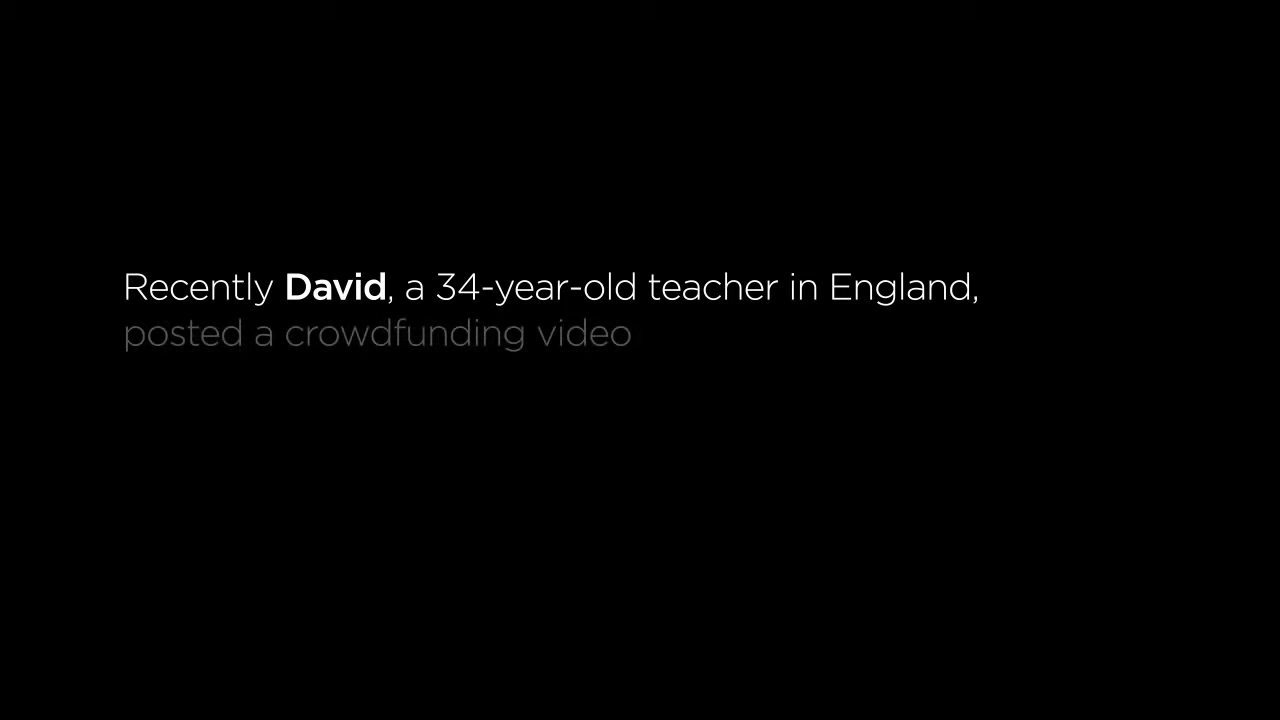 Recently David, a 34-year-old teacher in England,
posted a crowdfunding video